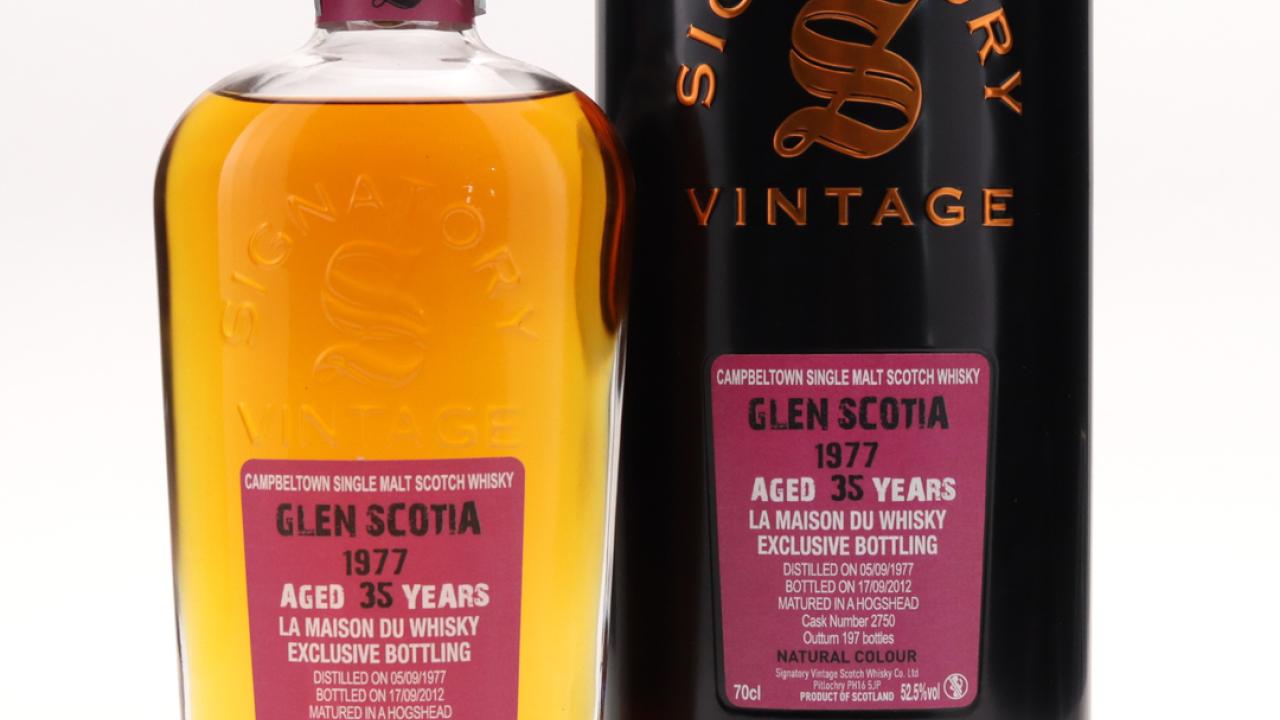 SIGNATORY
VINTAGE
CAMPBELTOWN SINGLE MALT SCOTCH WHISKY
GLEN SCOTIA
1977
AGED 35 YEARS
LA MAISON DU WHISKY
EXCLUSIVE BOTTLING
DISTILLED ON 05/09/1977
BOTTLED ON 17/09/2012
MATURED IN A HOGSHEAD
SIGNATORY
S
VINTAGE
CAMPBELTOWN SINGLE MALT SCOTCH WHISKY
GLEN SCOTIA
1977
AGED 35 YEARS
LA MAISON DU WHISKY
EXCLUSIVE BOTTLING
DISTILLED ON 05/09/1977
BOTTLED ON 17/09/2012
MATURED IN A HOGSHEAD
Cask Number 2750
Outturn 197 bottles
NATURAL COLOUR
Signatory Vintage Scotch Whisky Co. Ltd
Pitlochry PH16 5JP
70cl PRODUCT OF SCOTLAND 52.5%vol